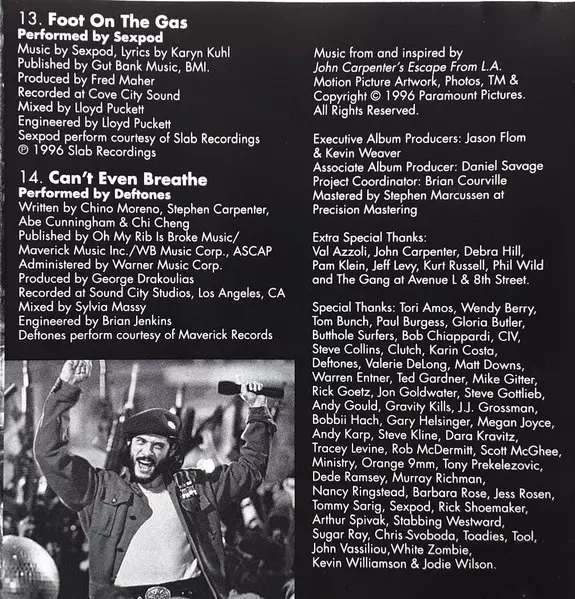 13. Foot On The Gas
Performed by Sexpod
Music by Sexpod, Lyrics by Karyn Kuhl
Published by Gut Bank Music, BMI.
Produced by Fred Maher
Recorded at Cove City Sound
Mixed by Lloyd Puckett
Engineered by Lloyd Puckett
Sexpod perform courtesy of Slab Recordings
℗ 1996 Slab Recordings
14. Can't Even Breathe
Performed by Deftones
Written by Chino Moreno, Stephen Carpenter,
Abe Cunningham & Chi Cheng
Published by Oh My Rib Is Broke Music/
Maverick Music Inc./WB Music Corp., ASCAP
Administered by Warner Music Corp.
Produced by George Drakoulias
Recorded at Sound City Studios, Los Angeles, CA
Mixed by Sylvia Massy
Engineered by Brian Jenkins
Deftones perform courtesy of Maverick Records
Music from and inspired by
John Carpenter's Escape From L.A.
Motion Picture Artwork, Photos, TM &
Copyright © 1996 Paramount Pictures.
All Rights Reserved.
Executive Album Producers: Jason Flom
& Kevin Weaver
Associate Album Producer: Daniel Savage
Project Coordinator: Brian Courville
Mastered by Stephen Marcussen at
Precision Mastering
Extra Special Thanks:
Val Azzoli, John Carpenter, Debra Hill,
Pam Klein, Jeff Levy, Kurt Russell, Phil Wild
and The Gang at Avenue L & 8th Street.
Special Thanks: Tori Amos, Wendy Berry,
Tom Bunch, Paul Burgess, Gloria Butler,
Butthole Surfers, Bob Chiappardi, CIV,
Steve Collins, Clutch, Karin Costa,
Deftones, Valerie DeLong, Matt Downs,
Warren Entner, Ted Gardner, Mike Gitter,
Rick Goetz, Jon Goldwater, Steve Gottlieb,
Andy Gould, Gravity Kills, J.J. Grossman,
Bobbii Hach, Gary Helsinger, Megan Joyce,
Andy Karp, Steve Kline, Dara Kravitz,
Tracey Levine, Rob McDermitt, Scott McGhee,
Ministry, Orange 9mm, Tony Prekelezovic,
Dede Ramsey, Murray Richman,
Nancy Ringstead, Barbara Rose, Jess Rosen,
Tommy Sarig, Sexpod, Rick Shoemaker,
Arthur Spivak, Stabbing Westward,
Sugar Ray, Chris Svoboda, Toadies, Tool,
John Vassiliou,White Zombie,
Kevin Williamson & Jodie Wilson.